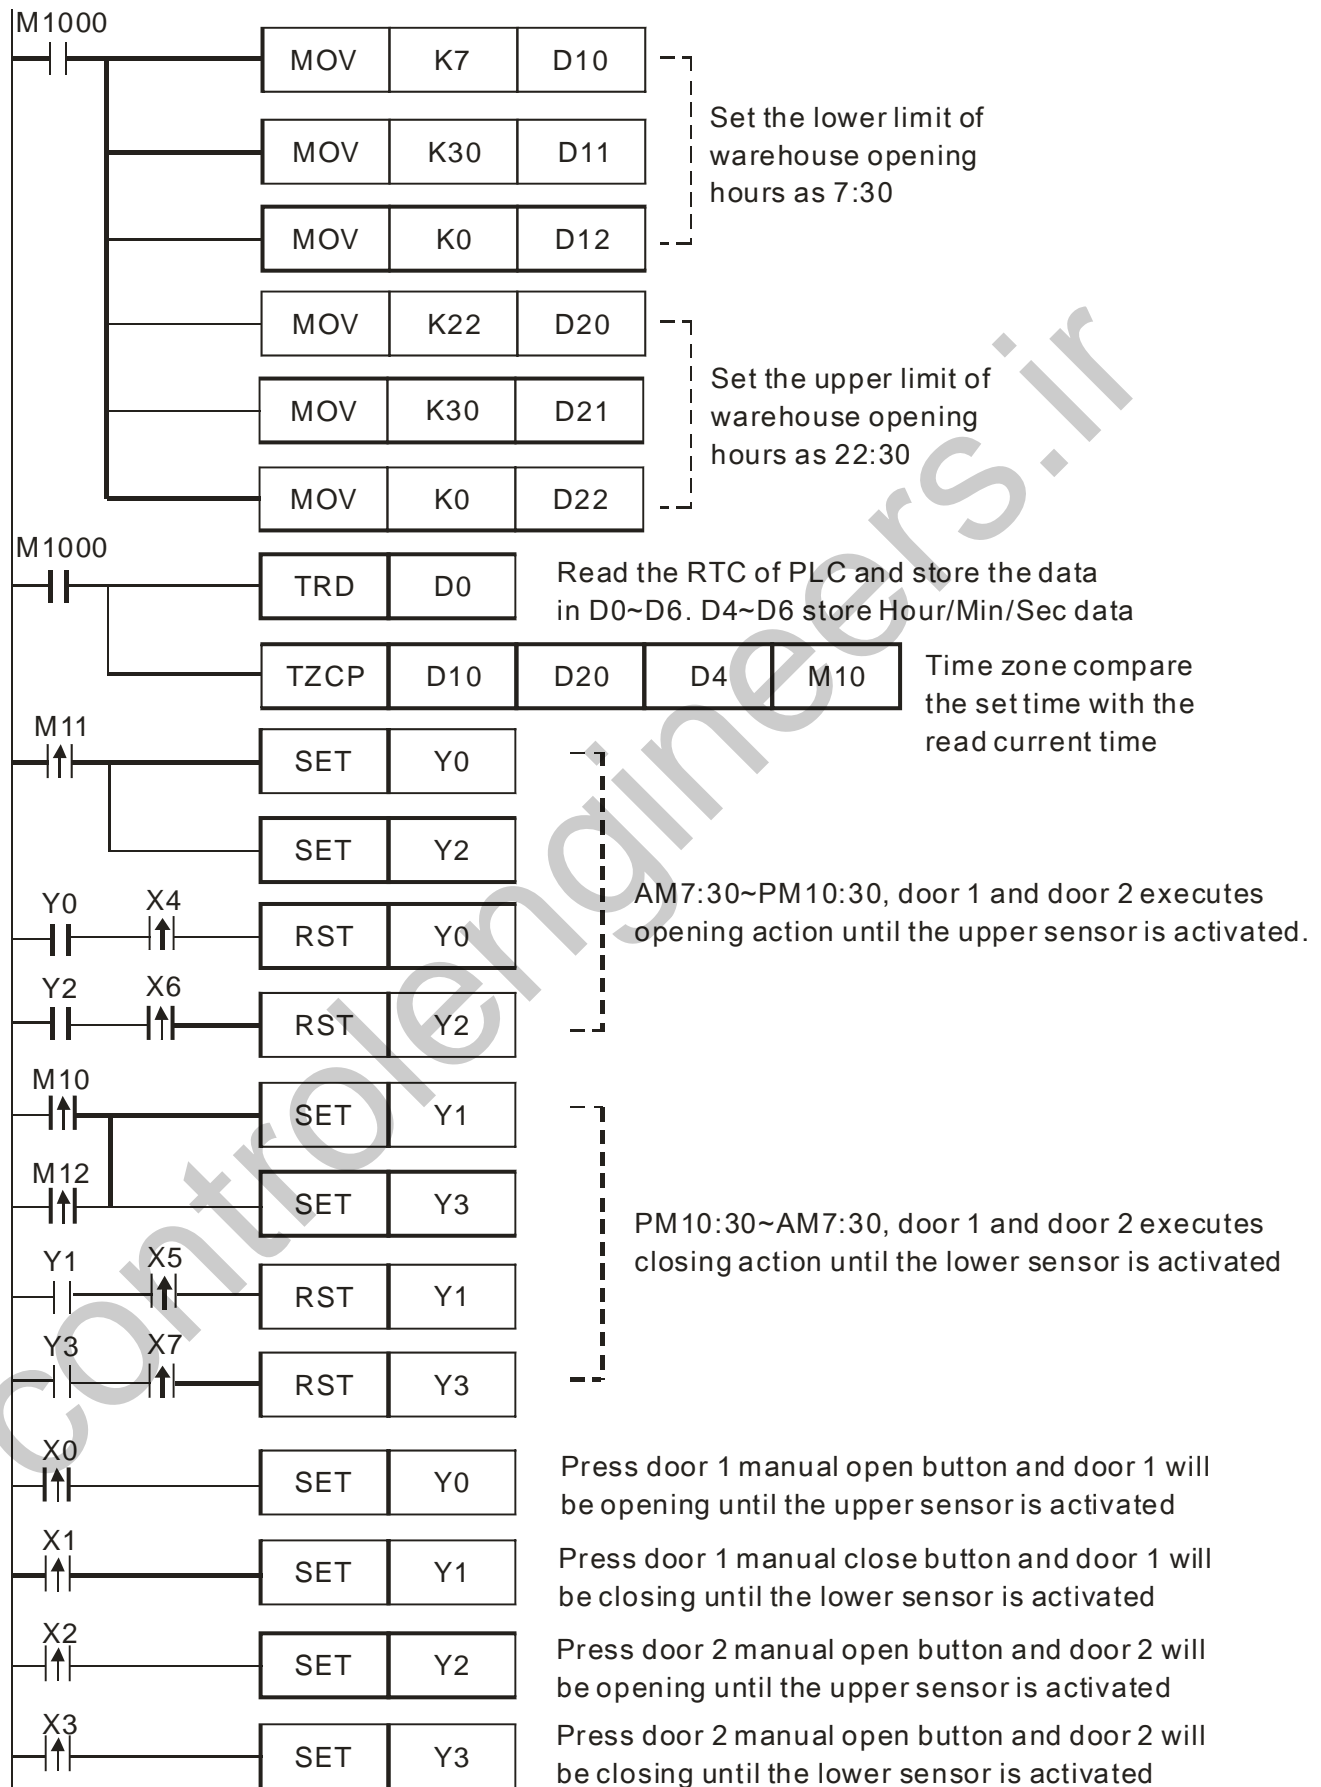 M1000
MOV K7 D10
MOV K30 D11
MOV K0 D12
Set the lower limit of
warehouse opening
hours as 7:30
MOV K22 D20
MOV K30 D21
MOV K0 D22
Set the upper limit of
warehouse opening
hours as 22:30
M1000
TRD D0
Read the RTC of PLC and store the data
in D0~D6. D4~D6 store Hour/Min/Sec data
TZCP D10 D20 D4 M10
Time zone compare
the set time with the
read current time
M11
SET Y0
SET Y2
Y0 X4
RST Y0
Y2 X6
RST Y2
AM7:30~PM10:30, door 1 and door 2 executes
opening action until the upper sensor is activated.
M10
SET Y1
M12
SET Y3
Y1 X5
RST Y1
Y3 X7
RST Y3
PM10:30~AM7:30, door 1 and door 2 executes
closing action until the lower sensor is activated
X0
SET Y0
Press door 1 manual open button and door 1 will
be opening until the upper sensor is activated
X1
SET Y1
Press door 1 manual close button and door 1 will
be closing until the lower sensor is activated
X2
SET Y2
Press door 2 manual open button and door 2 will
be opening until the upper sensor is activated
X3
SET Y3
Press door 2 manual open button and door 2 will
be closing until the lower sensor is activated
controlengineers.ir